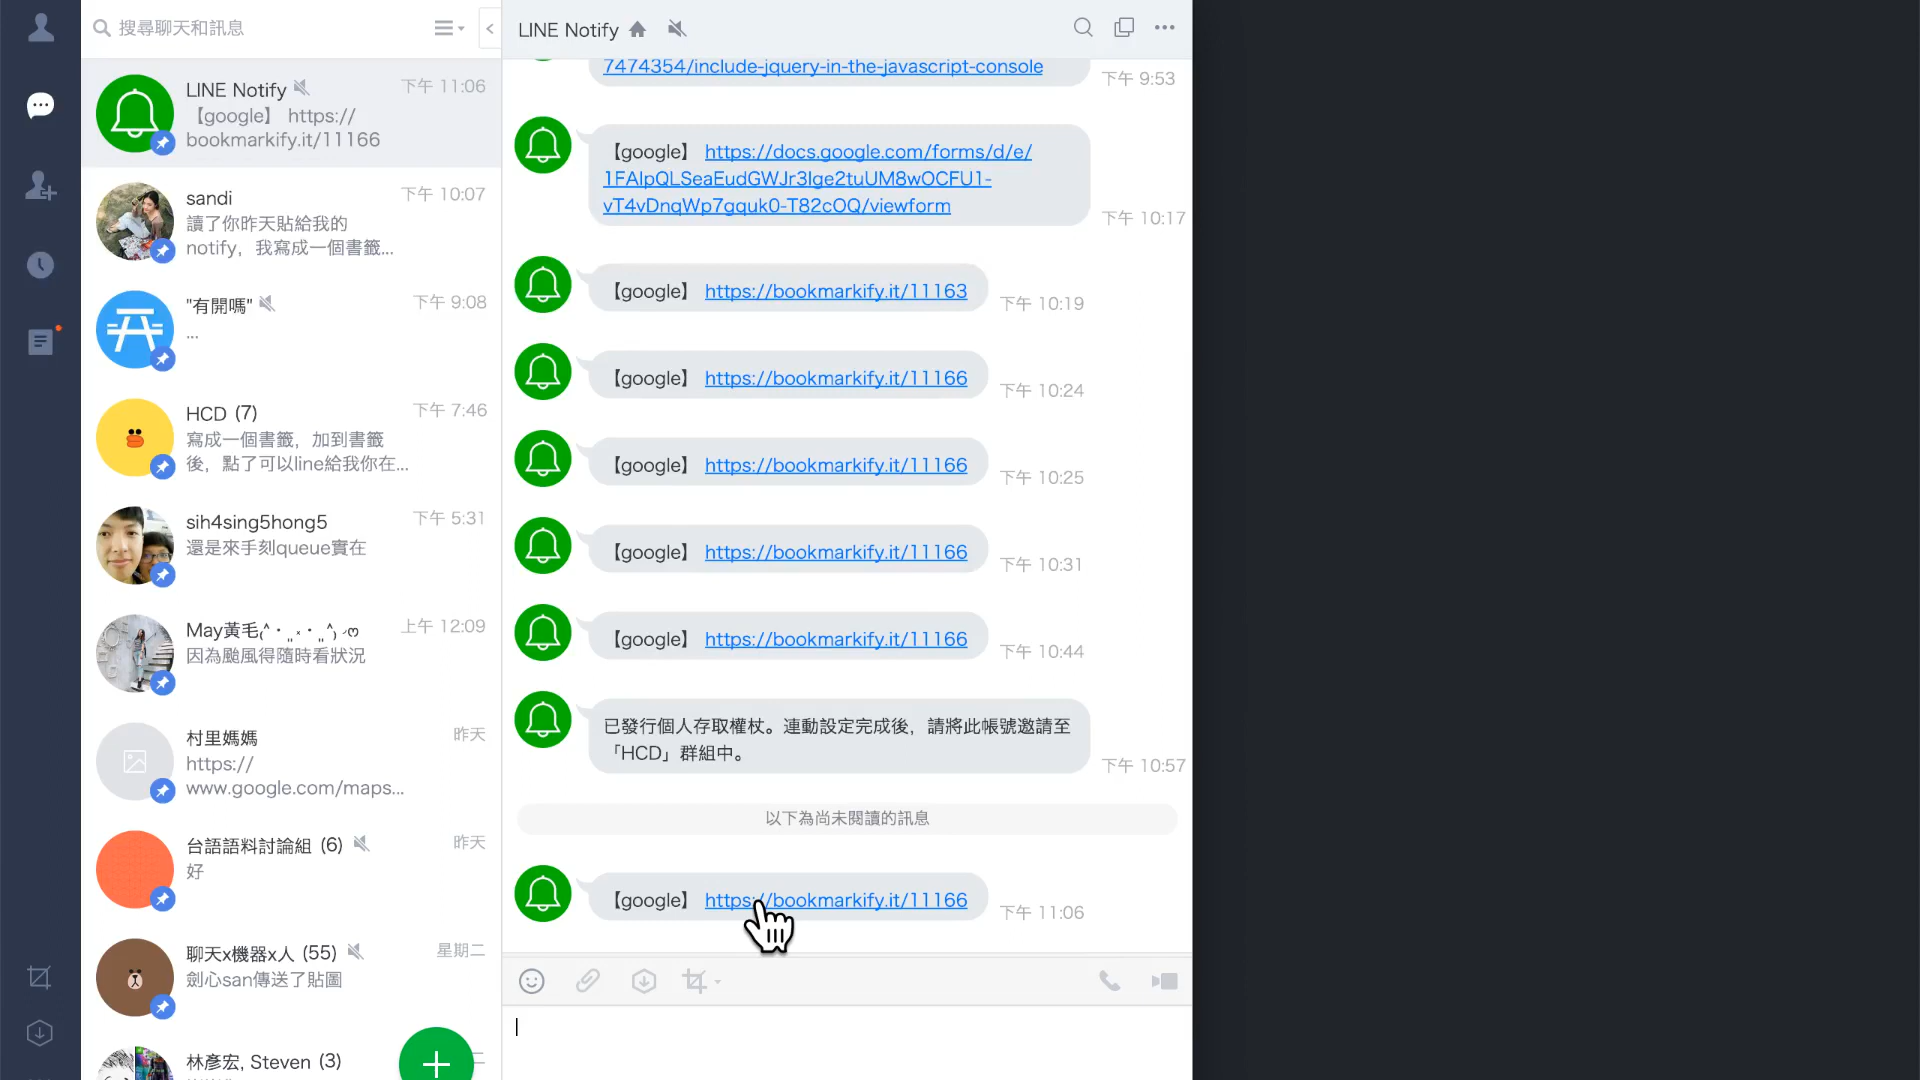 搜尋聊天和訊息
LINE Notify
下午 11:06
【google】 https://
bookmarkify.it/11166
sandi
下午 10:07
讀了你昨天貼給我的
notify，我寫成一個書籤...
"有開嗎"
下午 9:08
...
HCD (7)
下午 7:46
寫成一個書籤，加到書籤
後，點了可以line給我你在...
sih4sing5hong5
下午 5:31
還是來手刻queue實在
May黃毛₍˄·͈༝·͈˄₎◞ෆ
上午 12:09
因為颱風得隨時看狀況
村里媽媽
昨天
https://
www.google.com/maps...
台語語料討論組 (6)
昨天
好
聊天x機器x人 (55)
星期二
劍心san傳送了貼圖
林彥宏, Steven (3)
LINE Notify
7474354/include-jquery-in-the-javascript-console
下午 9:53
【google】 https://docs.google.com/forms/d/e/
1FAIpQLSeaEudGWJr3Ige2tuUM8wOCFU1-
vT4vDnqWp7gquk0-T82cOQ/viewform
下午 10:17
【google】 https://bookmarkify.it/11163
下午 10:19
【google】 https://bookmarkify.it/11166
下午 10:24
【google】 https://bookmarkify.it/11166
下午 10:25
【google】 https://bookmarkify.it/11166
下午 10:31
【google】 https://bookmarkify.it/11166
下午 10:44
已發行個人存取權杖。連動設定完成後，請將此帳號邀請至
「HCD」群組中。
下午 10:57
以下為尚未閱讀的訊息
【google】 https://bookmarkify.it/11166
下午 11:06